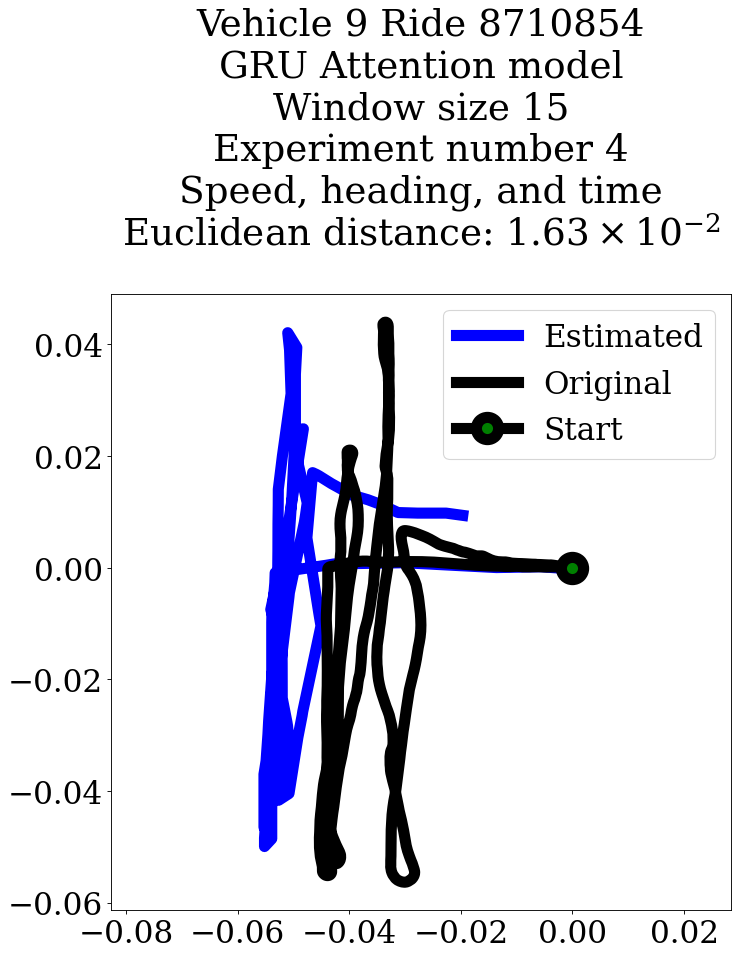 Vehicle 9 Ride 8710854
GRU Attention model
Window size 15
Experiment number 4
Speed, heading, and time
Euclidean distance: 1.63 × 10⁻²
Estimated
Original
Start
0.04
0.02
0.00
−0.02
−0.04
−0.06
−0.08 −0.06 −0.04 −0.02 0.00 0.02